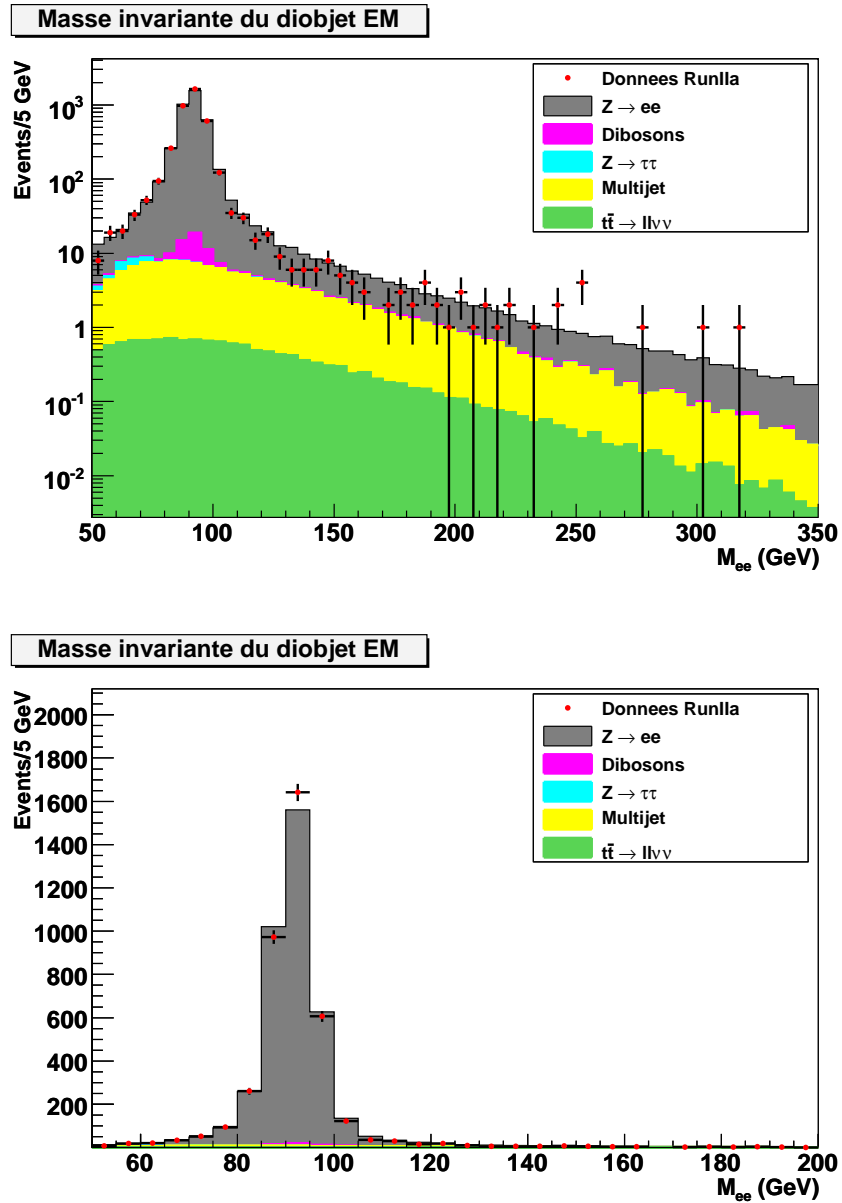 Masse invariante du diobjet EM
Events/5 GeV
10³
10²
10
1
10⁻¹
10⁻²
Donnees RunIIa
Z → ee
Dibosons
Z → ττ
Multijet
tt̄ → llνν
50 100 150 200 250 300 350
M_ee (GeV)
Masse invariante du diobjet EM
Events/5 GeV
2000
1800
1600
1400
1200
1000
800
600
400
200
Donnees RunIIa
Z → ee
Dibosons
Z → ττ
Multijet
tt̄ → llνν
60 80 100 120 140 160 180 200
M_ee (GeV)